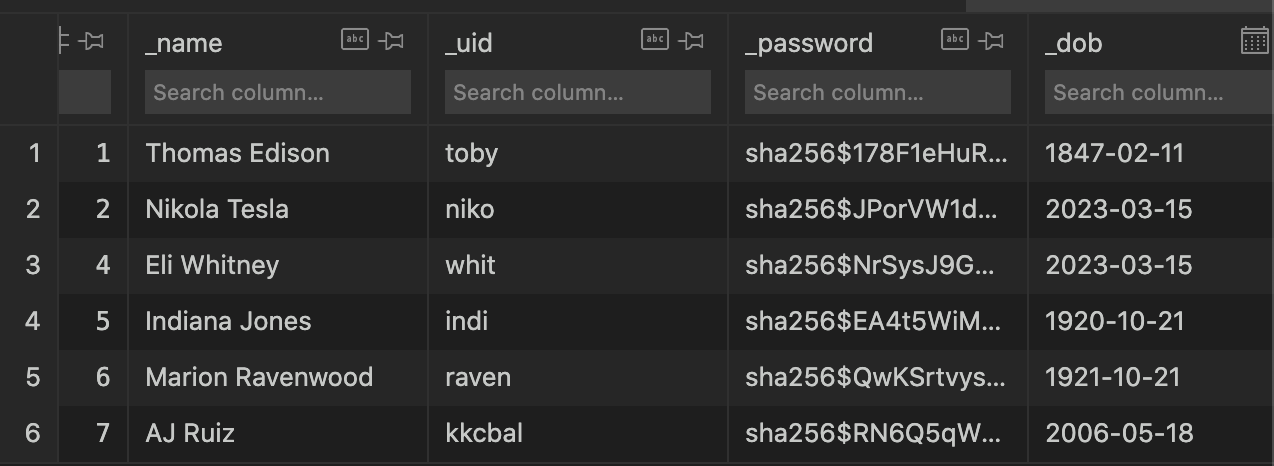 _name abc _uid abc _password abc _dob
Search column... Search column... Search column... Search column...
1 1 Thomas Edison toby sha256$178F1eHuR... 1847-02-11
2 2 Nikola Tesla niko sha256$JPorVW1d... 2023-03-15
3 4 Eli Whitney whit sha256$NrSysJ9G... 2023-03-15
4 5 Indiana Jones indi sha256$EA4t5WiM... 1920-10-21
5 6 Marion Ravenwood raven sha256$QwKSrtvys... 1921-10-21
6 7 AJ Ruiz kkcbal sha256$RN6Q5qW... 2006-05-18